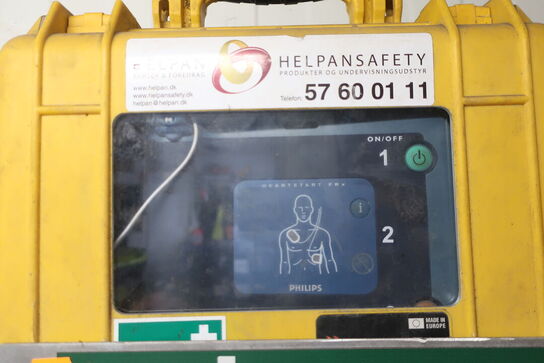 HELPAN
& FOREDRAG
www.helpan.dk
www.helpansafety.dk
helpan@helpan.dk
HELPANSAFETY
PRODUKTER OG UNDERVISNINGSUDSTYR
Telefon: 57 60 01 11
ON/OFF
1
HEARTSTART FRx
i
2
PHILIPS
MADE IN
EUROPE